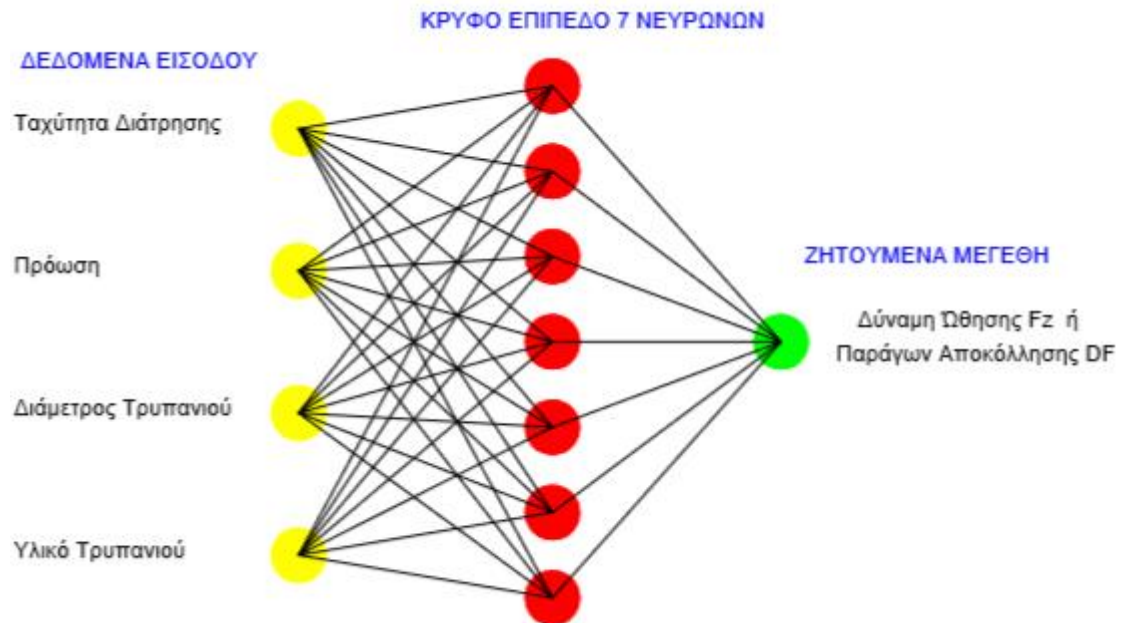 ΚΡΥΦΟ ΕΠΙΠΕΔΟ 7 ΝΕΥΡΩΝΩΝ
ΔΕΔΟΜΕΝΑ ΕΙΣΟΔΟΥ
Ταχύτητα Διάτρησης
Πρόωση
Διάμετρος Τρυπανιού
Υλικό Τρυπανιού
ΖΗΤΟΥΜΕΝΑ ΜΕΓΕΘΗ
Δύναμη Ώθησης Fz ή
Παράγων Αποκόλλησης DF